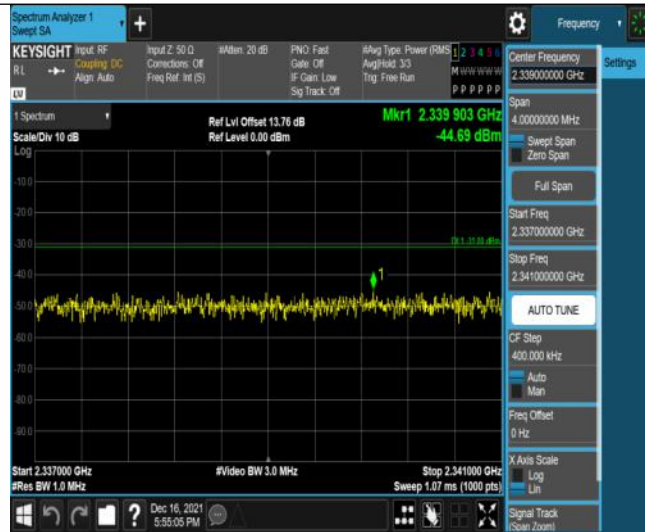 Spectrum Analyzer 1
Swept SA
+
Frequency
KEYSIGHT
RL
Input: RF
Coupling: DC
Align: Auto
Input Z: 50 Ω
Corrections: Off
Freq Ref: Int (S)
#Atten: 20 dB
PNO: Fast
Gate: Off
IF Gain: Low
Sig Track: Off
#Avg Type: Power (RMS
Avg|Hold: 3/3
Trig: Free Run
1 2 3 4 5 6
M W W W W W
P P P P P P
1 Spectrum
Scale/Div 10 dB
Log
Ref Lvl Offset 13.76 dB
Ref Level 0.00 dBm
Mkr1 2.339 903 GHz
-44.69 dBm
-10.0
-20.0
-30.0
DL1 -31.00 dBm
-40.0
1
-50.0
-60.0
-70.0
-80.0
-90.0
Start 2.337000 GHz
#Res BW 1.0 MHz
#Video BW 3.0 MHz
Stop 2.341000 GHz
Sweep 1.07 ms (1000 pts)
?
Dec 16, 2021
5:55:05 PM
Settings
Center Frequency
2.339000000 GHz
Span
4.00000000 MHz
Swept Span
Zero Span
Full Span
Start Freq
2.337000000 GHz
Stop Freq
2.341000000 GHz
AUTO TUNE
CF Step
400.000 kHz
Auto
Man
Freq Offset
0 Hz
X Axis Scale
Log
Lin
Signal Track
(Span Zoom)